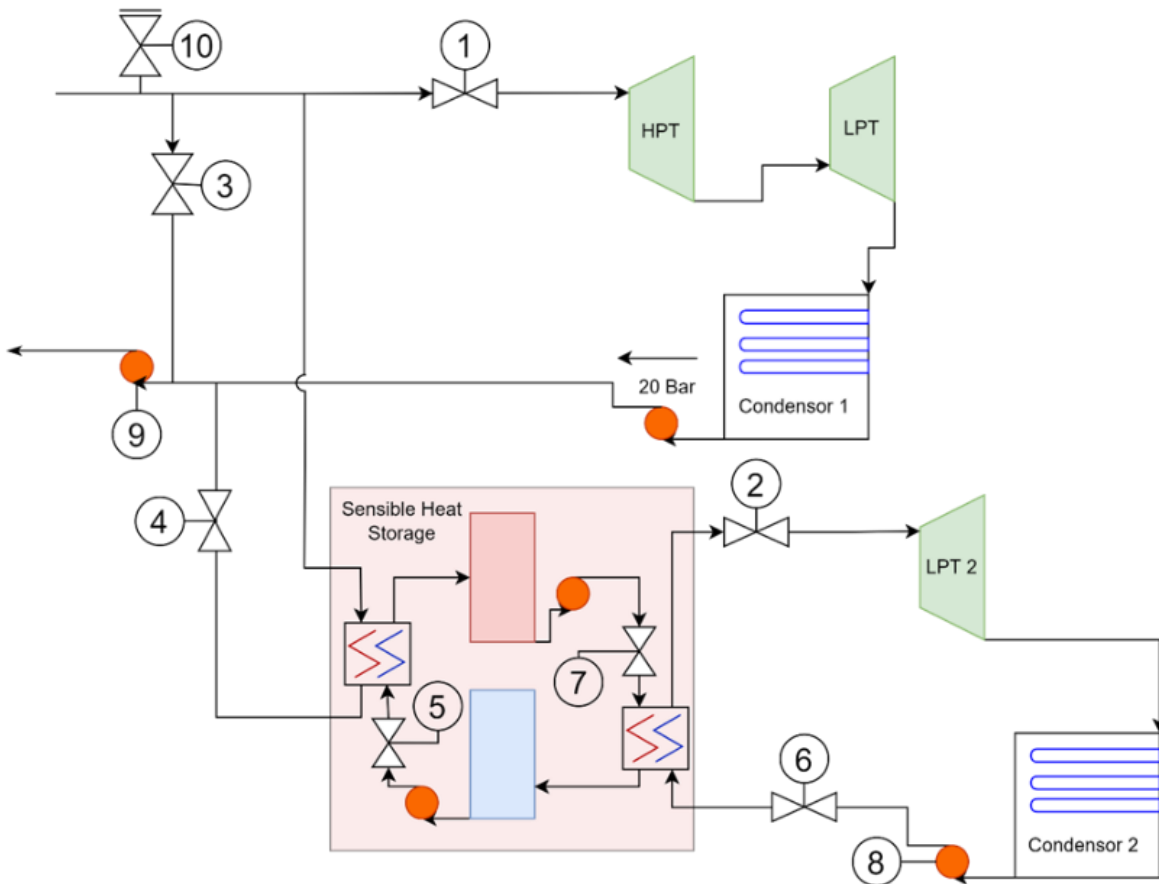 10
1
HPT
LPT
3
20 Bar
Condensor 1
9
4
Sensible Heat
Storage
2
LPT 2
7
5
6
Condensor 2
8